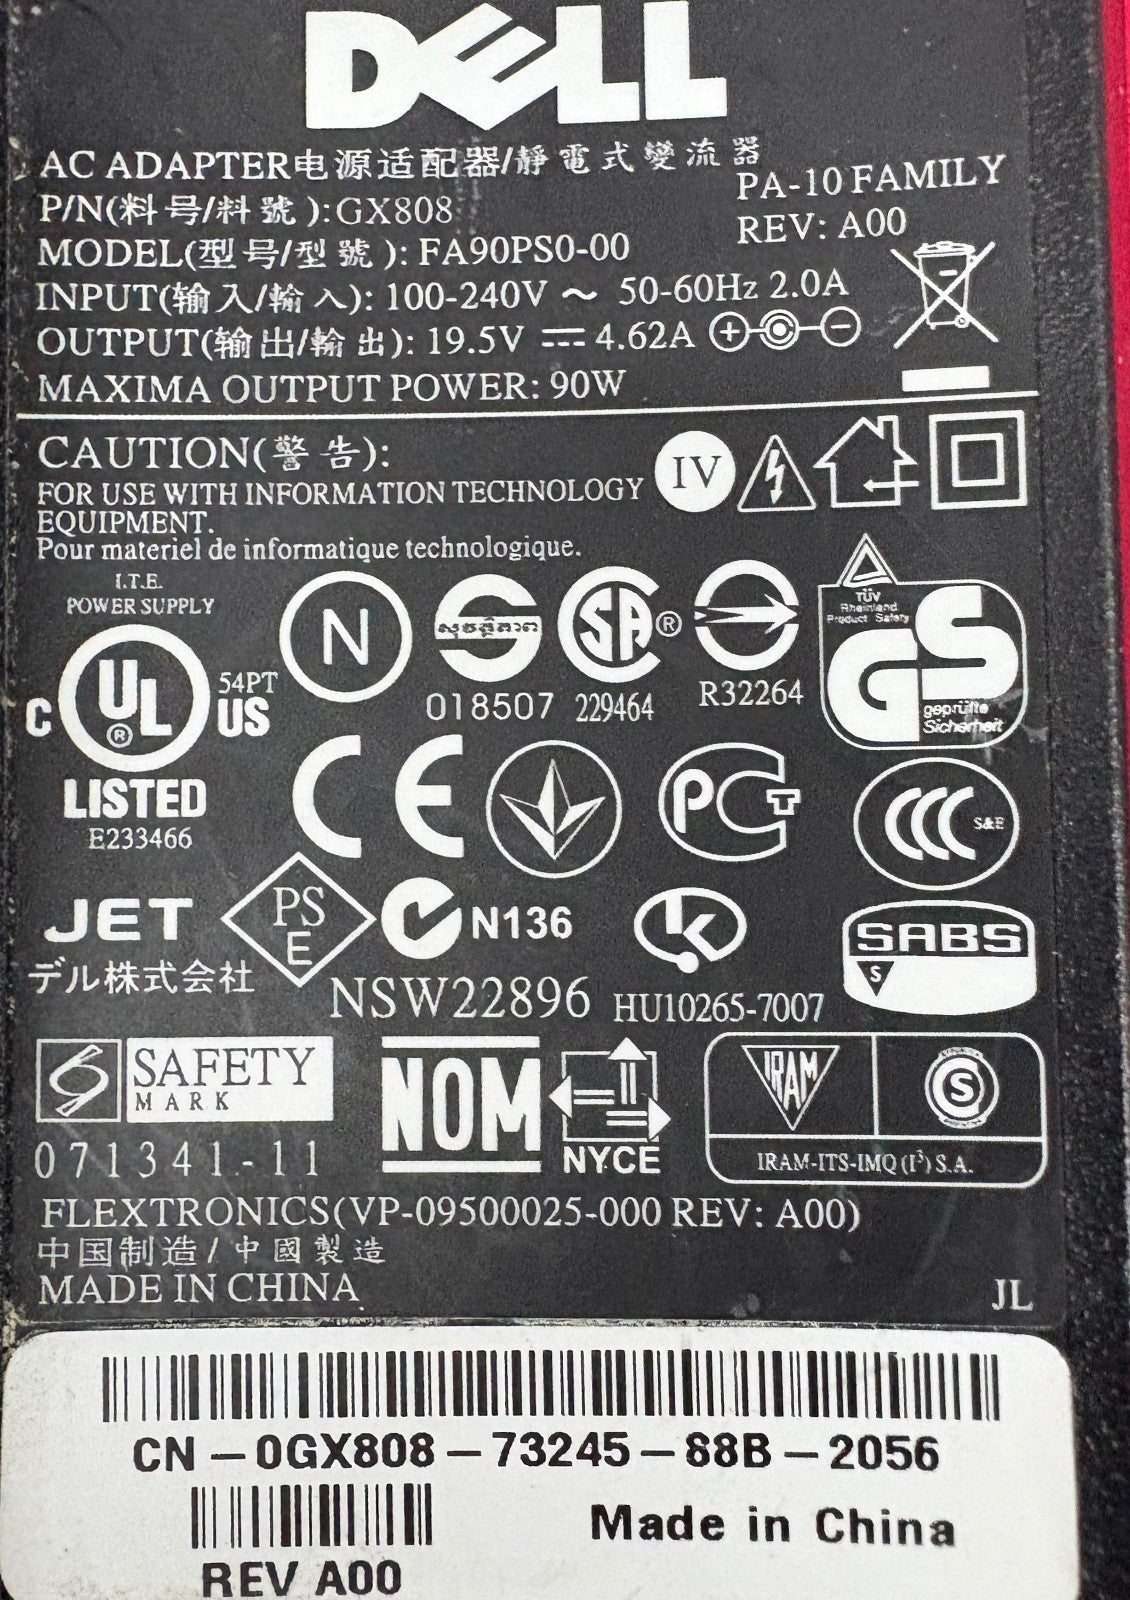 DELL
AC ADAPTER电源适配器/靜電式變流器
PA-10 FAMILY
P/N(料号/料號):GX808
REV: A00
MODEL(型号/型號): FA90PS0-00
INPUT(输入/輸入): 100-240V ~ 50-60Hz 2.0A
OUTPUT(输出/輸出): 19.5V ⎓ 4.62A
MAXIMA OUTPUT POWER: 90W
CAUTION(警告):
IV
FOR USE WITH INFORMATION TECHNOLOGY
EQUIPMENT.
Pour materiel de informatique technologique.
I.T.E.
POWER SUPPLY
C UL ® US
54PT
LISTED
E233466
N
សុវត្ថិភាព
018507
SA ®
229464
R32264
TÜV
Rheinland
Product Safety
GS
geprüfte
Sicherheit
CE
PCT
CCC S&E
JET
デル株式会社
PS
E
N136
NSW22896
K
HU10265-7007
SABS
S
SAFETY
MARK
071341-11
NOM
NYCE
IRAM
S
IRAM-ITS-IMQ (I³) S.A.
FLEXTRONICS(VP-09500025-000 REV: A00)
中国制造/中國製造
MADE IN CHINA
JL
CN-0GX808-73245-88B-2056
Made in China
REV A00